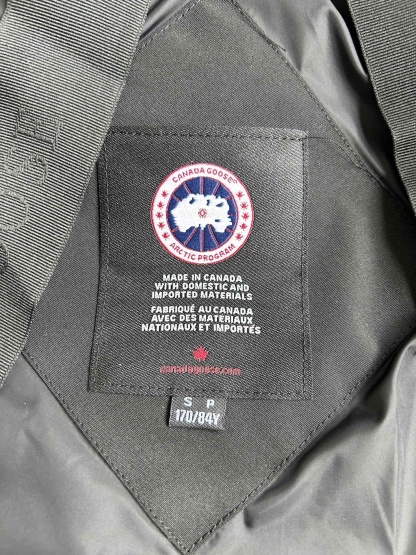 CANADA GOOSE®
ARCTIC PROGRAM
MADE IN CANADA
WITH DOMESTIC AND
IMPORTED MATERIALS
FABRIQUÉ AU CANADA
AVEC DES MATÉRIAUX
NATIONAUX ET IMPORTÉS
canadagoose.com
S P
170/84Y